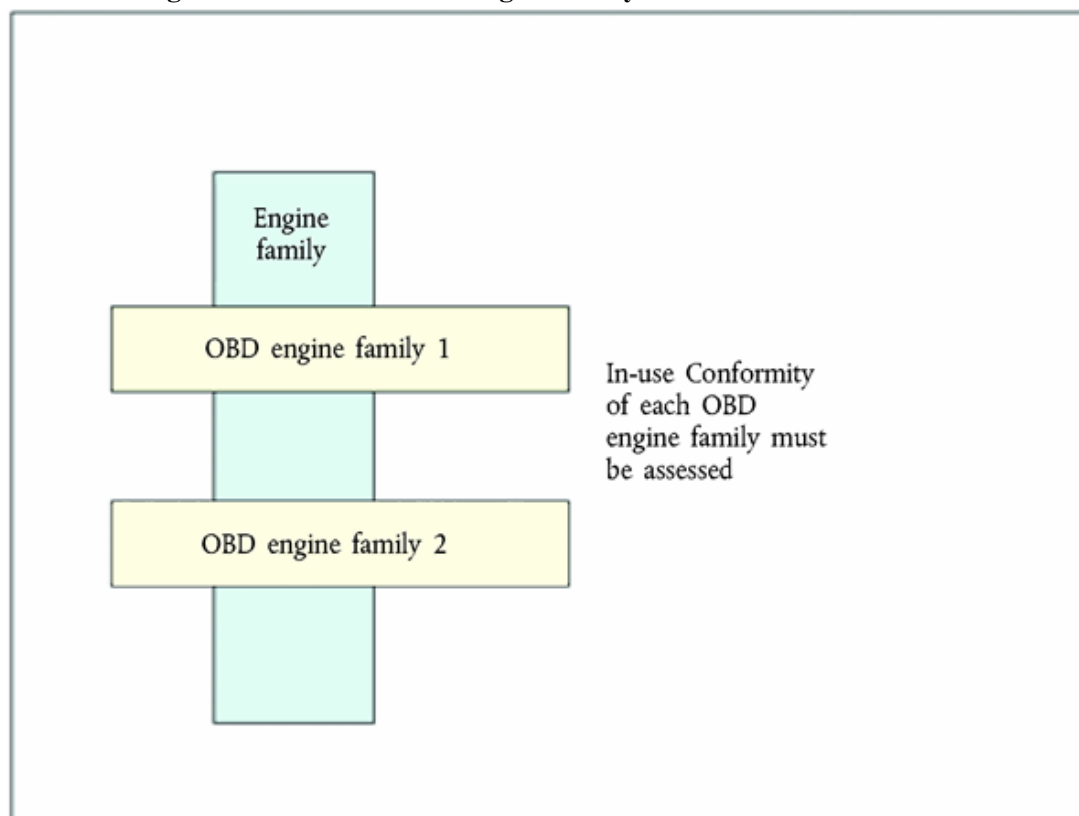 Engine
family
OBD engine family 1
In-use Conformity
of each OBD
engine family must
be assessed
OBD engine family 2